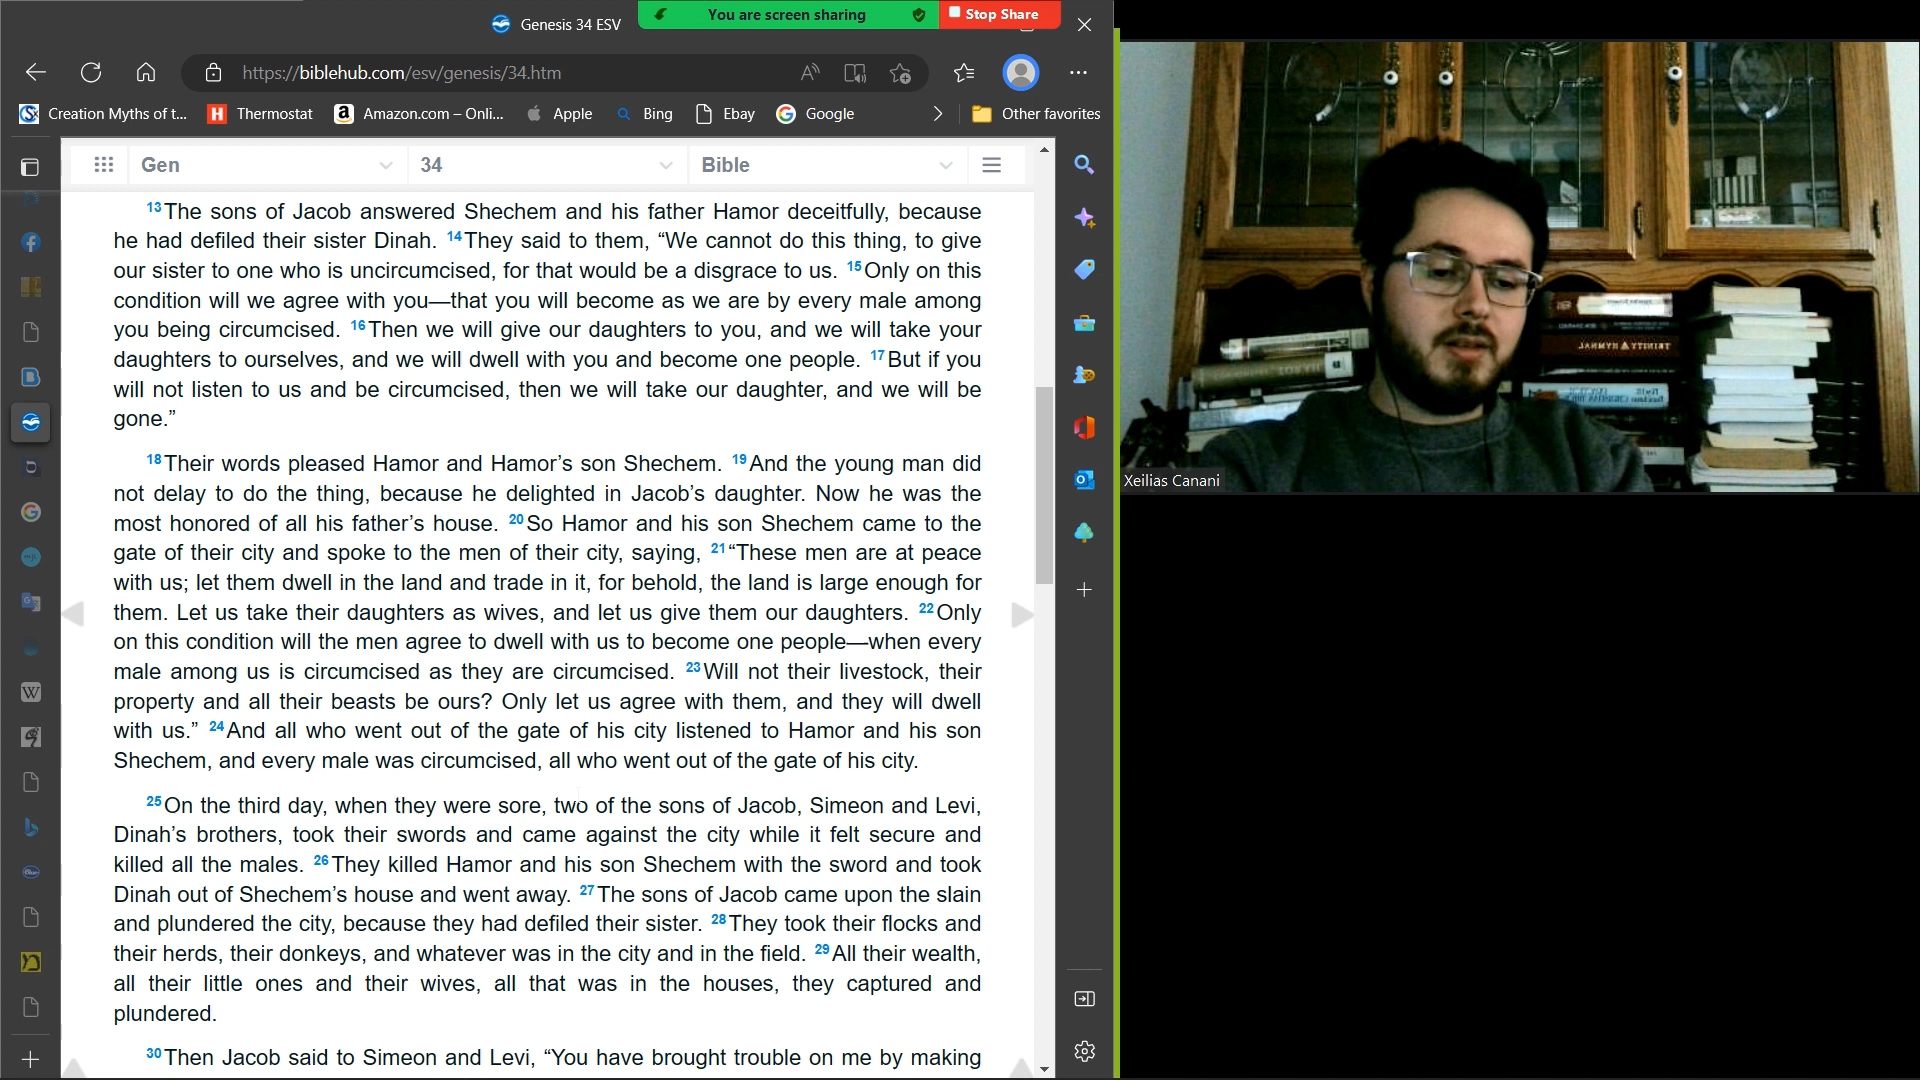 Genesis 34 ESV
You are screen sharing
Stop Share
https://biblehub.com/esv/genesis/34.htm
Creation Myths of t...
Thermostat
Amazon.com – Onli...
Apple
Bing
Ebay
Google
Other favorites
Gen
34
Bible
13The sons of Jacob answered Shechem and his father Hamor deceitfully, because
he had defiled their sister Dinah. 14They said to them, “We cannot do this thing, to give
our sister to one who is uncircumcised, for that would be a disgrace to us. 15Only on this
condition will we agree with you—that you will become as we are by every male among
you being circumcised. 16Then we will give our daughters to you, and we will take your
daughters to ourselves, and we will dwell with you and become one people. 17But if you
will not listen to us and be circumcised, then we will take our daughter, and we will be
gone.”
18Their words pleased Hamor and Hamor’s son Shechem. 19And the young man did
not delay to do the thing, because he delighted in Jacob’s daughter. Now he was the
most honored of all his father’s house. 20So Hamor and his son Shechem came to the
gate of their city and spoke to the men of their city, saying, 21“These men are at peace
with us; let them dwell in the land and trade in it, for behold, the land is large enough for
them. Let us take their daughters as wives, and let us give them our daughters. 22Only
on this condition will the men agree to dwell with us to become one people—when every
male among us is circumcised as they are circumcised. 23Will not their livestock, their
property and all their beasts be ours? Only let us agree with them, and they will dwell
with us.” 24And all who went out of the gate of his city listened to Hamor and his son
Shechem, and every male was circumcised, all who went out of the gate of his city.
25On the third day, when they were sore, two of the sons of Jacob, Simeon and Levi,
Dinah’s brothers, took their swords and came against the city while it felt secure and
killed all the males. 26They killed Hamor and his son Shechem with the sword and took
Dinah out of Shechem’s house and went away. 27The sons of Jacob came upon the slain
and plundered the city, because they had defiled their sister. 28They took their flocks and
their herds, their donkeys, and whatever was in the city and in the field. 29All their wealth,
all their little ones and their wives, all that was in the houses, they captured and
plundered.
30Then Jacob said to Simeon and Levi, “You have brought trouble on me by making
TRINITY HYMNAL
Xeilias Canani